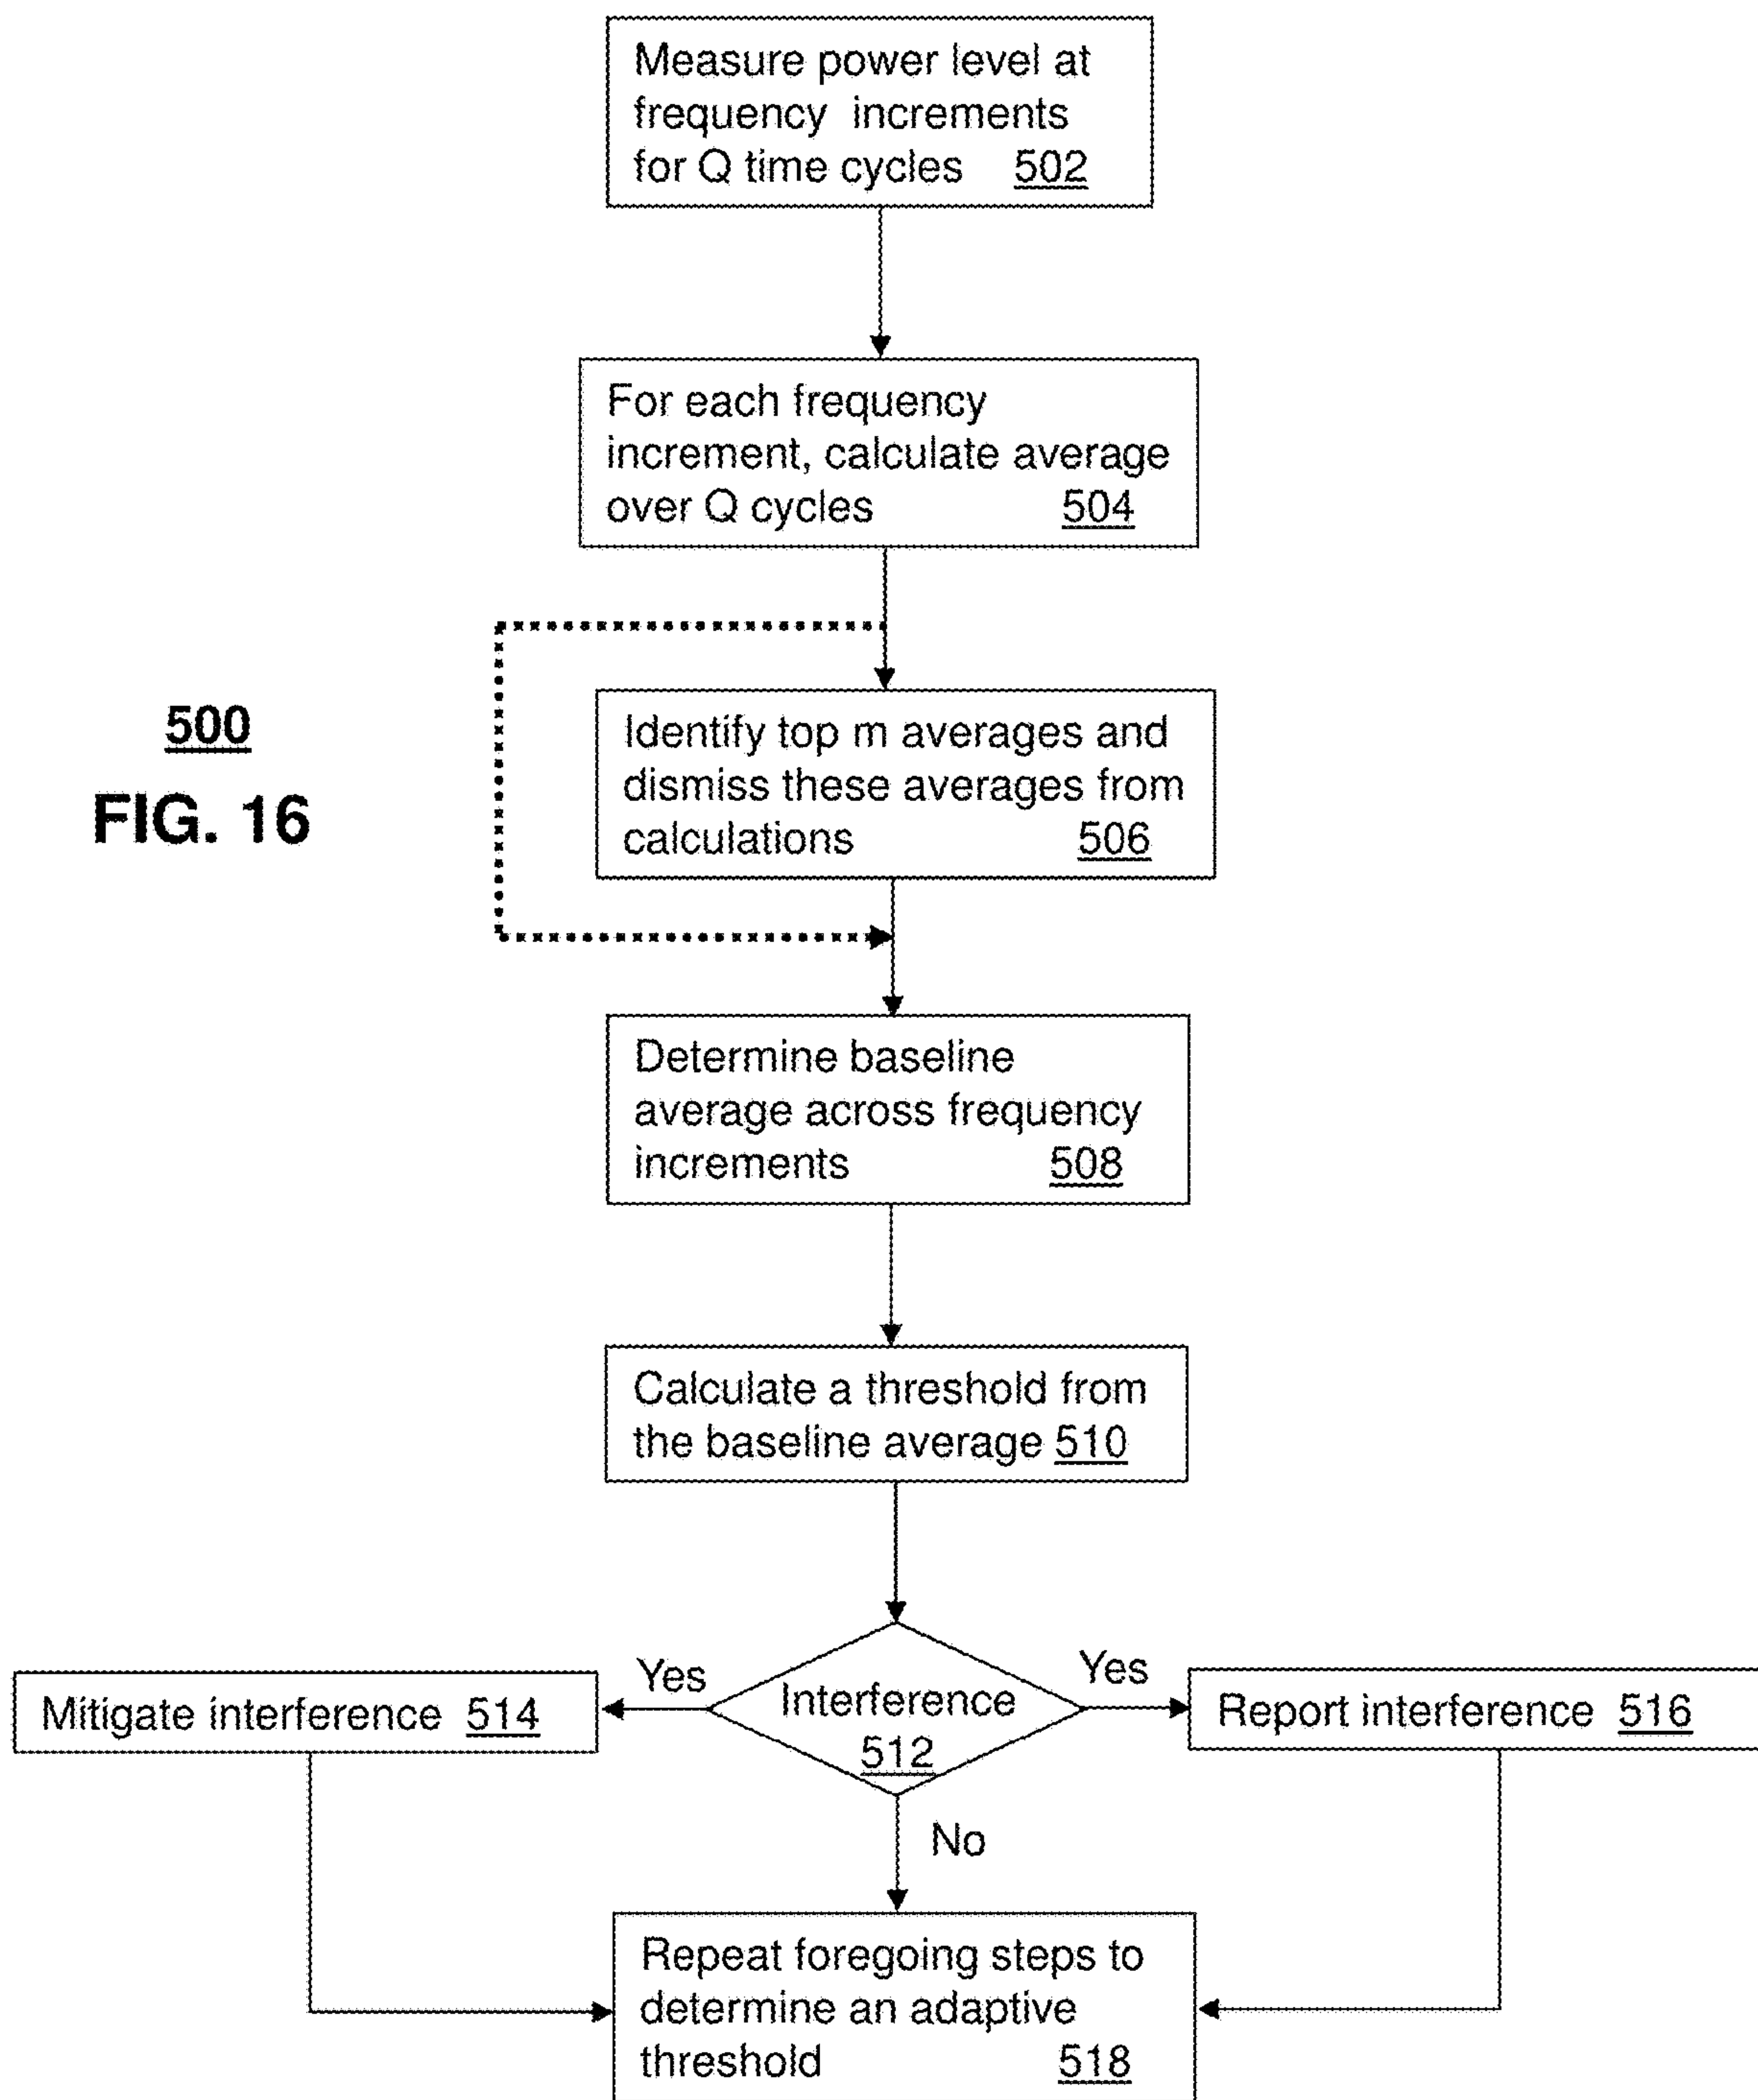 Measure power level at
frequency increments
for Q time cycles 502
For each frequency
increment, calculate average
over Q cycles 504
500
FIG. 16
Identify top m averages and
dismiss these averages from
calculations 506
Determine baseline
average across frequency
increments 508
Calculate a threshold from
the baseline average 510
Yes
Yes
Mitigate interference 514
Interference
512
Report interference 516
No
Repeat foregoing steps to
determine an adaptive
threshold 518